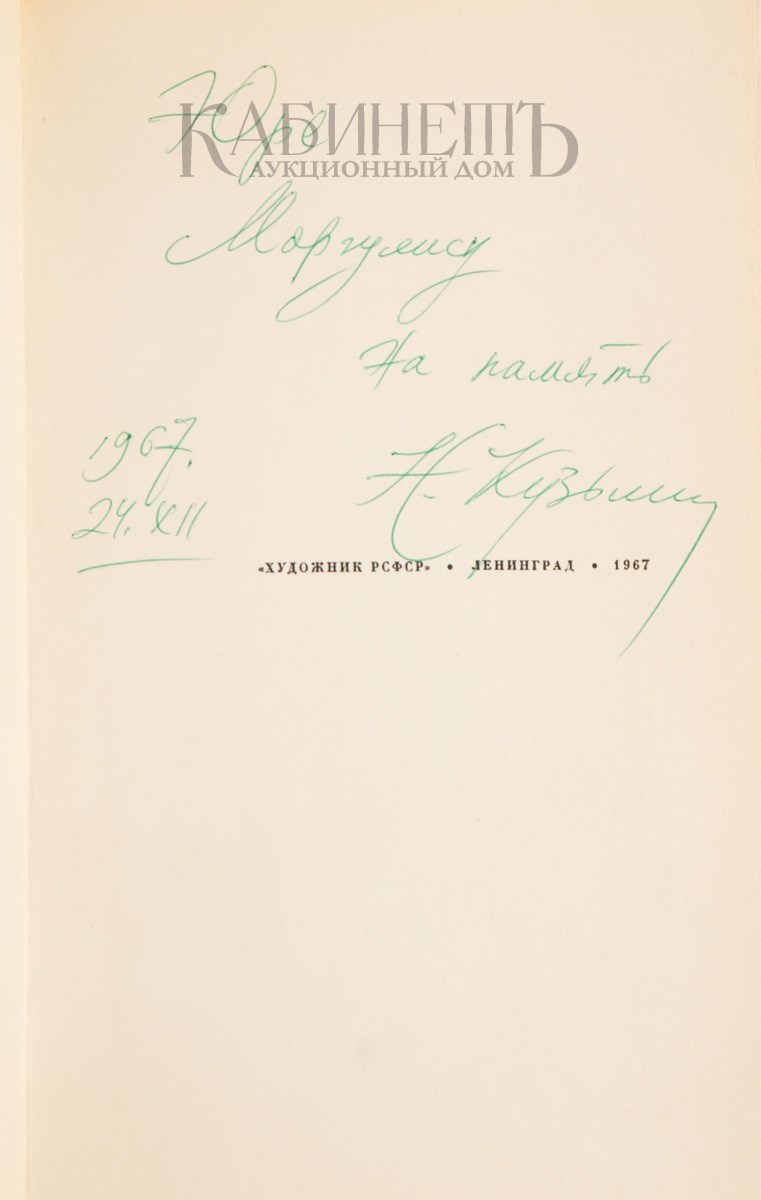 КАБИНЕТЪ
АУКЦИОННЫЙ ДОМ
Юре
Моргулису
На память
1967.
24. XII
Н. Кузьмин
«ХУДОЖНИК РСФСР» • ЛЕНИНГРАД • 1967